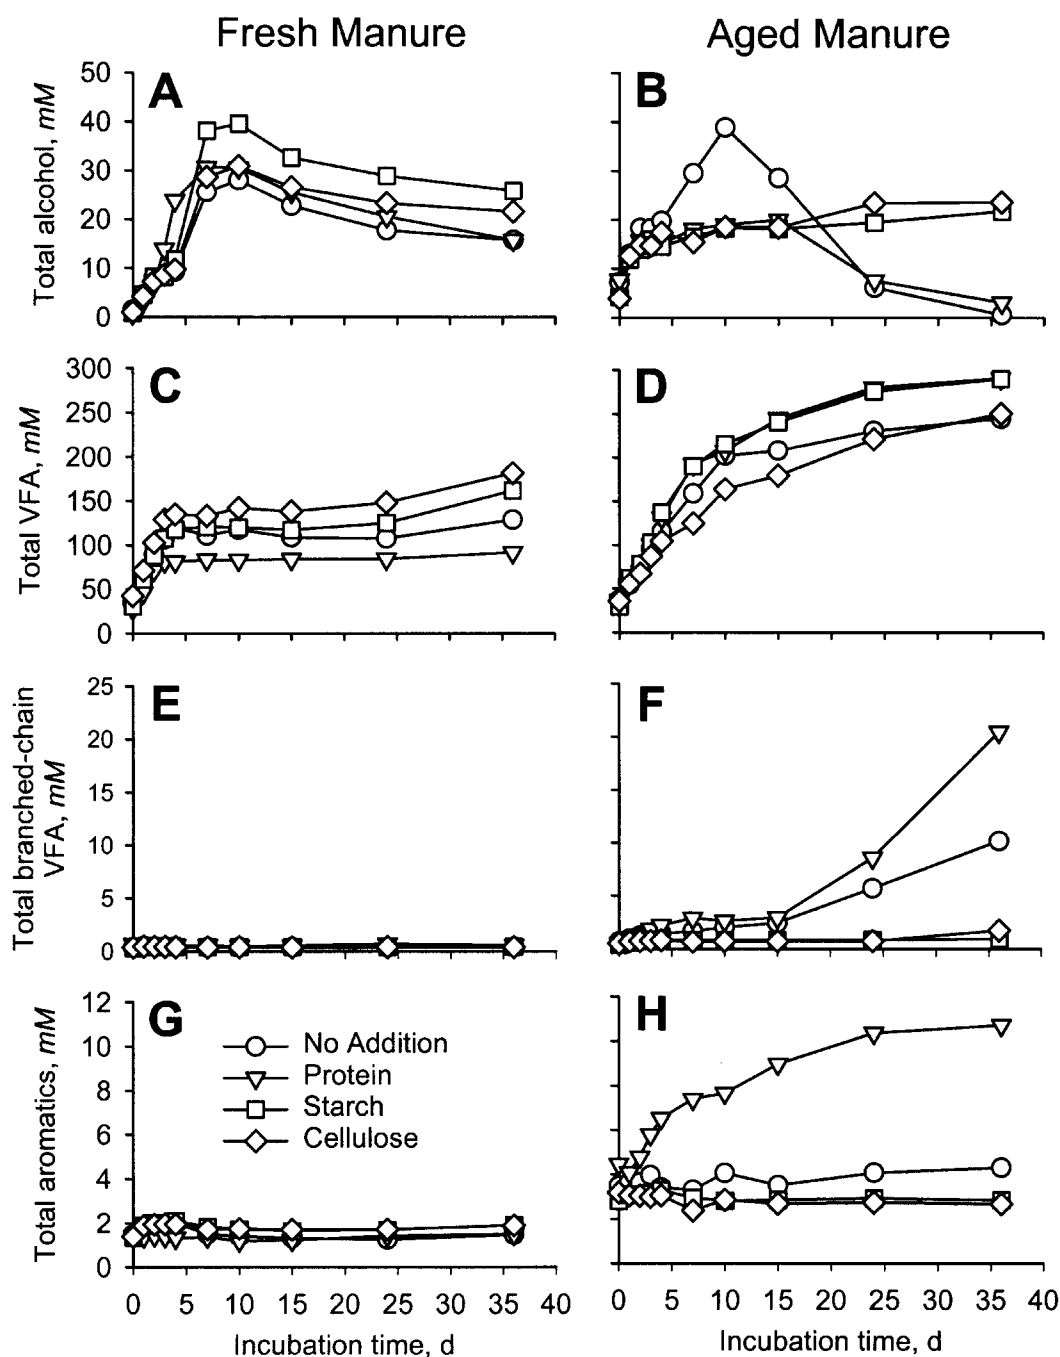 Fresh Manure
Aged Manure
A
B
Total alcohol, mM
50
40
30
20
10
0
C
D
Total VFA, mM
300
250
200
150
100
50
0
E
F
Total branched-chain
VFA, mM
25
20
15
10
5
0
G
H
Total aromatics, mM
12
10
8
6
4
2
0
No Addition
Protein
Starch
Cellulose
0 5 10 15 20 25 30 35 40
0 5 10 15 20 25 30 35 40
Incubation time, d
Incubation time, d